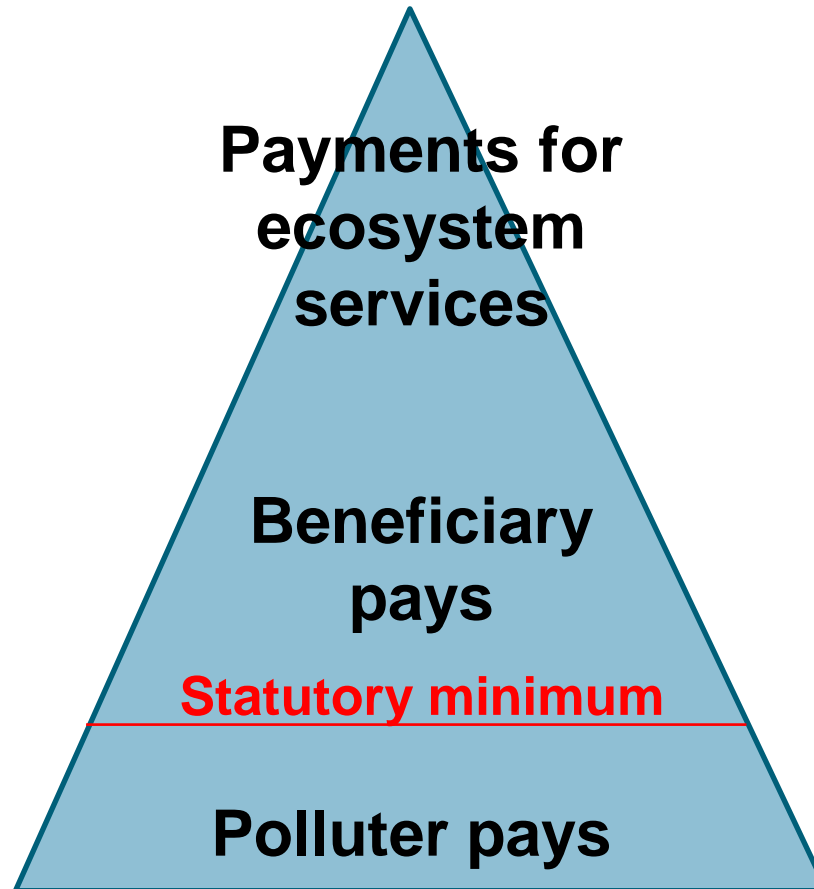 Payments for
ecosystem
services
Beneficiary
pays
Statutory minimum
Polluter pays